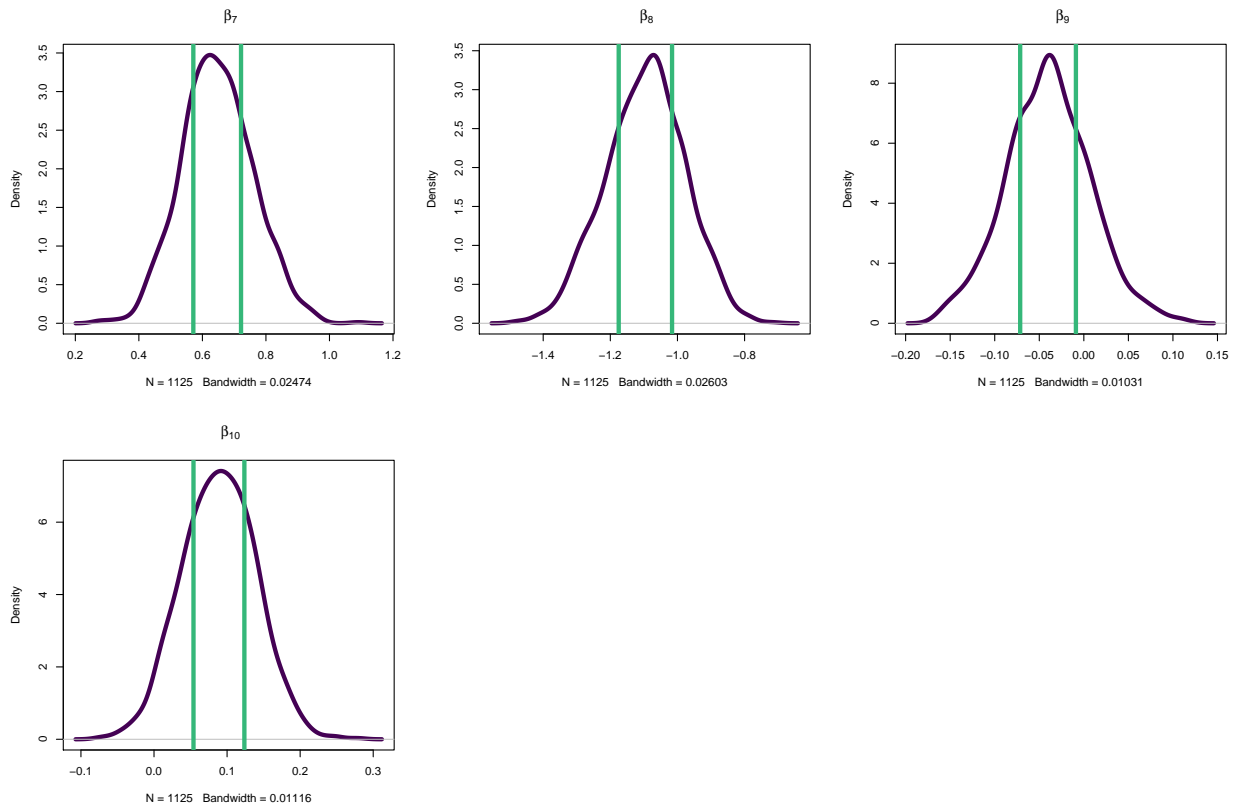 β7
Density
0.0 0.5 1.0 1.5 2.0 2.5 3.0 3.5
0.2 0.4 0.6 0.8 1.0 1.2
N = 1125 Bandwidth = 0.02474
β8
Density
0.0 0.5 1.0 1.5 2.0 2.5 3.0 3.5
−1.4 −1.2 −1.0 −0.8
N = 1125 Bandwidth = 0.02603
β9
Density
0 2 4 6 8
−0.20 −0.15 −0.10 −0.05 0.00 0.05 0.10 0.15
N = 1125 Bandwidth = 0.01031
β10
Density
0 2 4 6
−0.1 0.0 0.1 0.2 0.3
N = 1125 Bandwidth = 0.01116